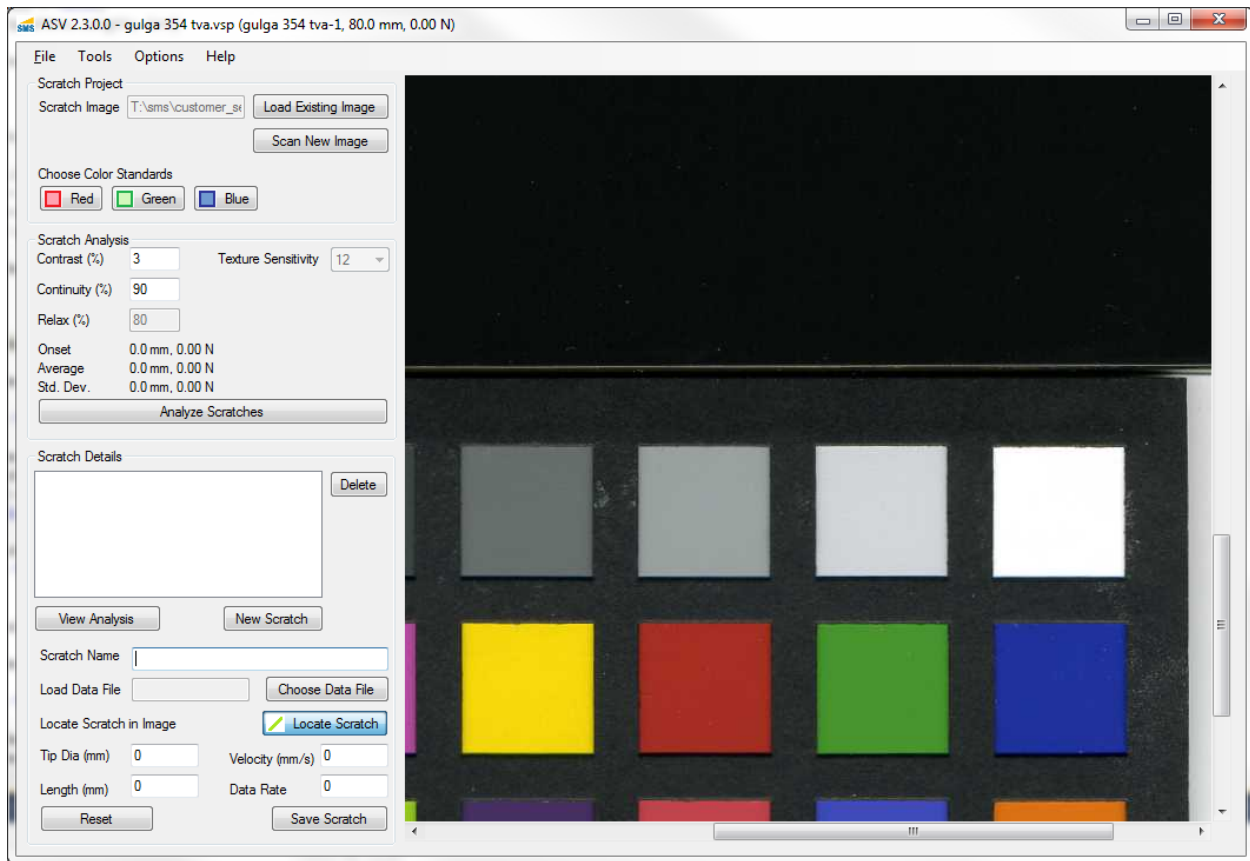 SMS ASV 2.3.0.0 - gulga 354 tva.vsp (gulga 354 tva-1, 80.0 mm, 0.00 N)
File Tools Options Help
Scratch Project
Scratch Image T:\sms\customer_se Load Existing Image
Scan New Image
Choose Color Standards
Red Green Blue
Scratch Analysis
Contrast (%) 3 Texture Sensitivity 12
Continuity (%) 90
Relax (%) 80
Onset 0.0 mm, 0.00 N
Average 0.0 mm, 0.00 N
Std. Dev. 0.0 mm, 0.00 N
Analyze Scratches
Scratch Details
Delete
View Analysis New Scratch
Scratch Name
Load Data File Choose Data File
Locate Scratch in Image Locate Scratch
Tip Dia (mm) 0 Velocity (mm/s) 0
Length (mm) 0 Data Rate 0
Reset Save Scratch